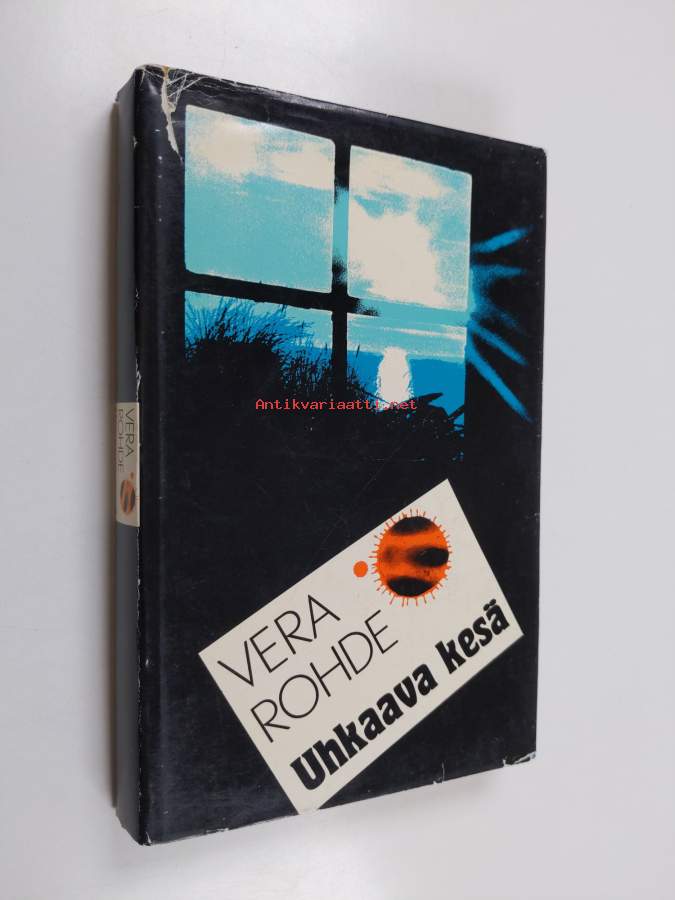 Antikvariaatti.net
VERA
ROHDE
VERA
ROHDE
Uhkaava kesä